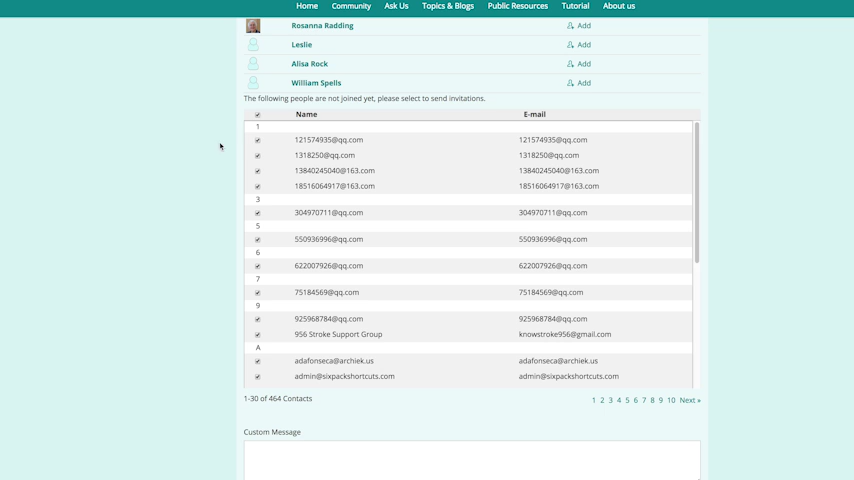 Home Community Ask Us Topics & Blogs Public Resources Tutorial About us
Rosanna Radding Add
Leslie Add
Alisa Rock Add
William Spells Add
The following people are not joined yet, please select to send invitations.
Name E-mail
1
121574935@qq.com 121574935@qq.com
1318250@qq.com 1318250@qq.com
13840245040@163.com 13840245040@163.com
18516064917@163.com 18516064917@163.com
3
304970711@qq.com 304970711@qq.com
5
550936996@qq.com 550936996@qq.com
6
622007926@qq.com 622007926@qq.com
7
75184569@qq.com 75184569@qq.com
9
925968784@qq.com 925968784@qq.com
956 Stroke Support Group knowstroke956@gmail.com
A
adafonseca@archiek.us adafonseca@archiek.us
admin@sixpackshortcuts.com admin@sixpackshortcuts.com
1-30 of 464 Contacts 1 2 3 4 5 6 7 8 9 10 Next »
Custom Message